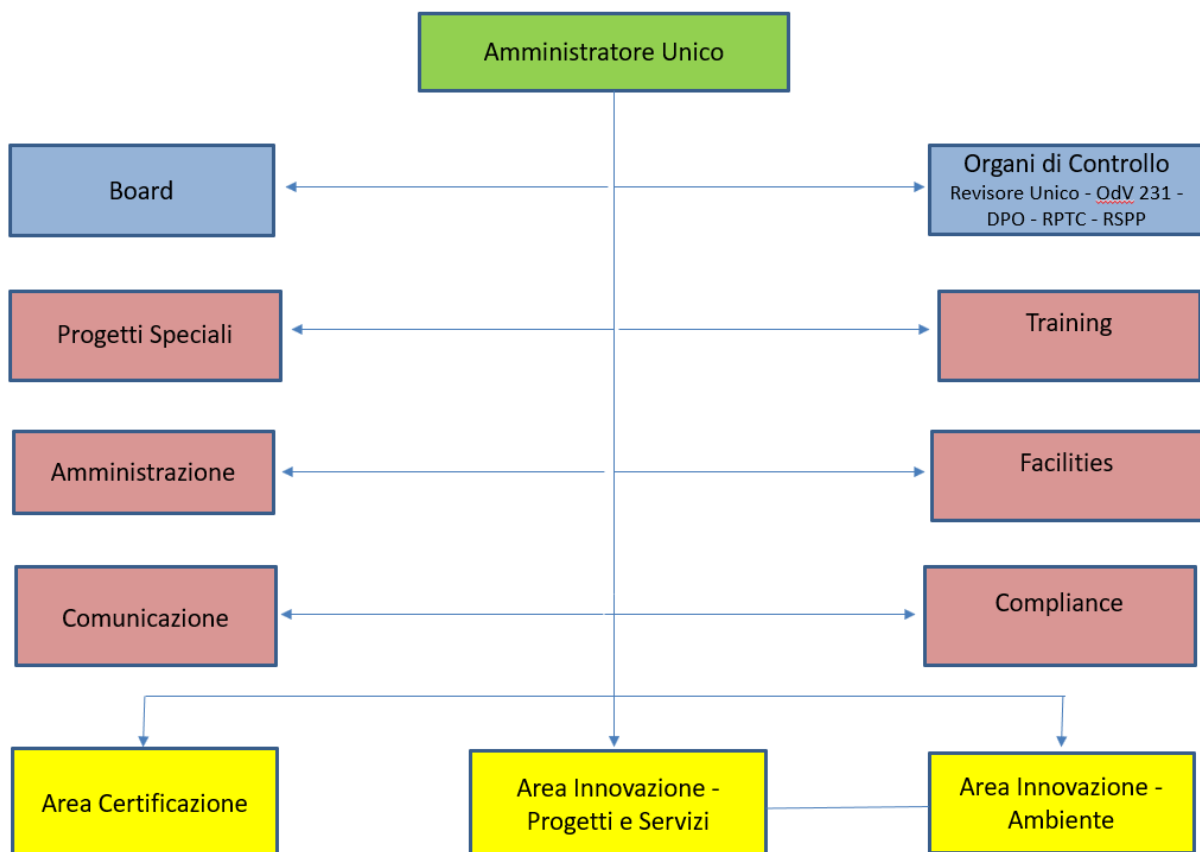 Amministratore Unico
Board
Organi di Controllo
Revisore Unico - OdV 231 -
DPO - RPTC - RSPP
Progetti Speciali
Training
Amministrazione
Facilities
Comunicazione
Compliance
Area Certificazione
Area Innovazione -
Progetti e Servizi
Area Innovazione -
Ambiente